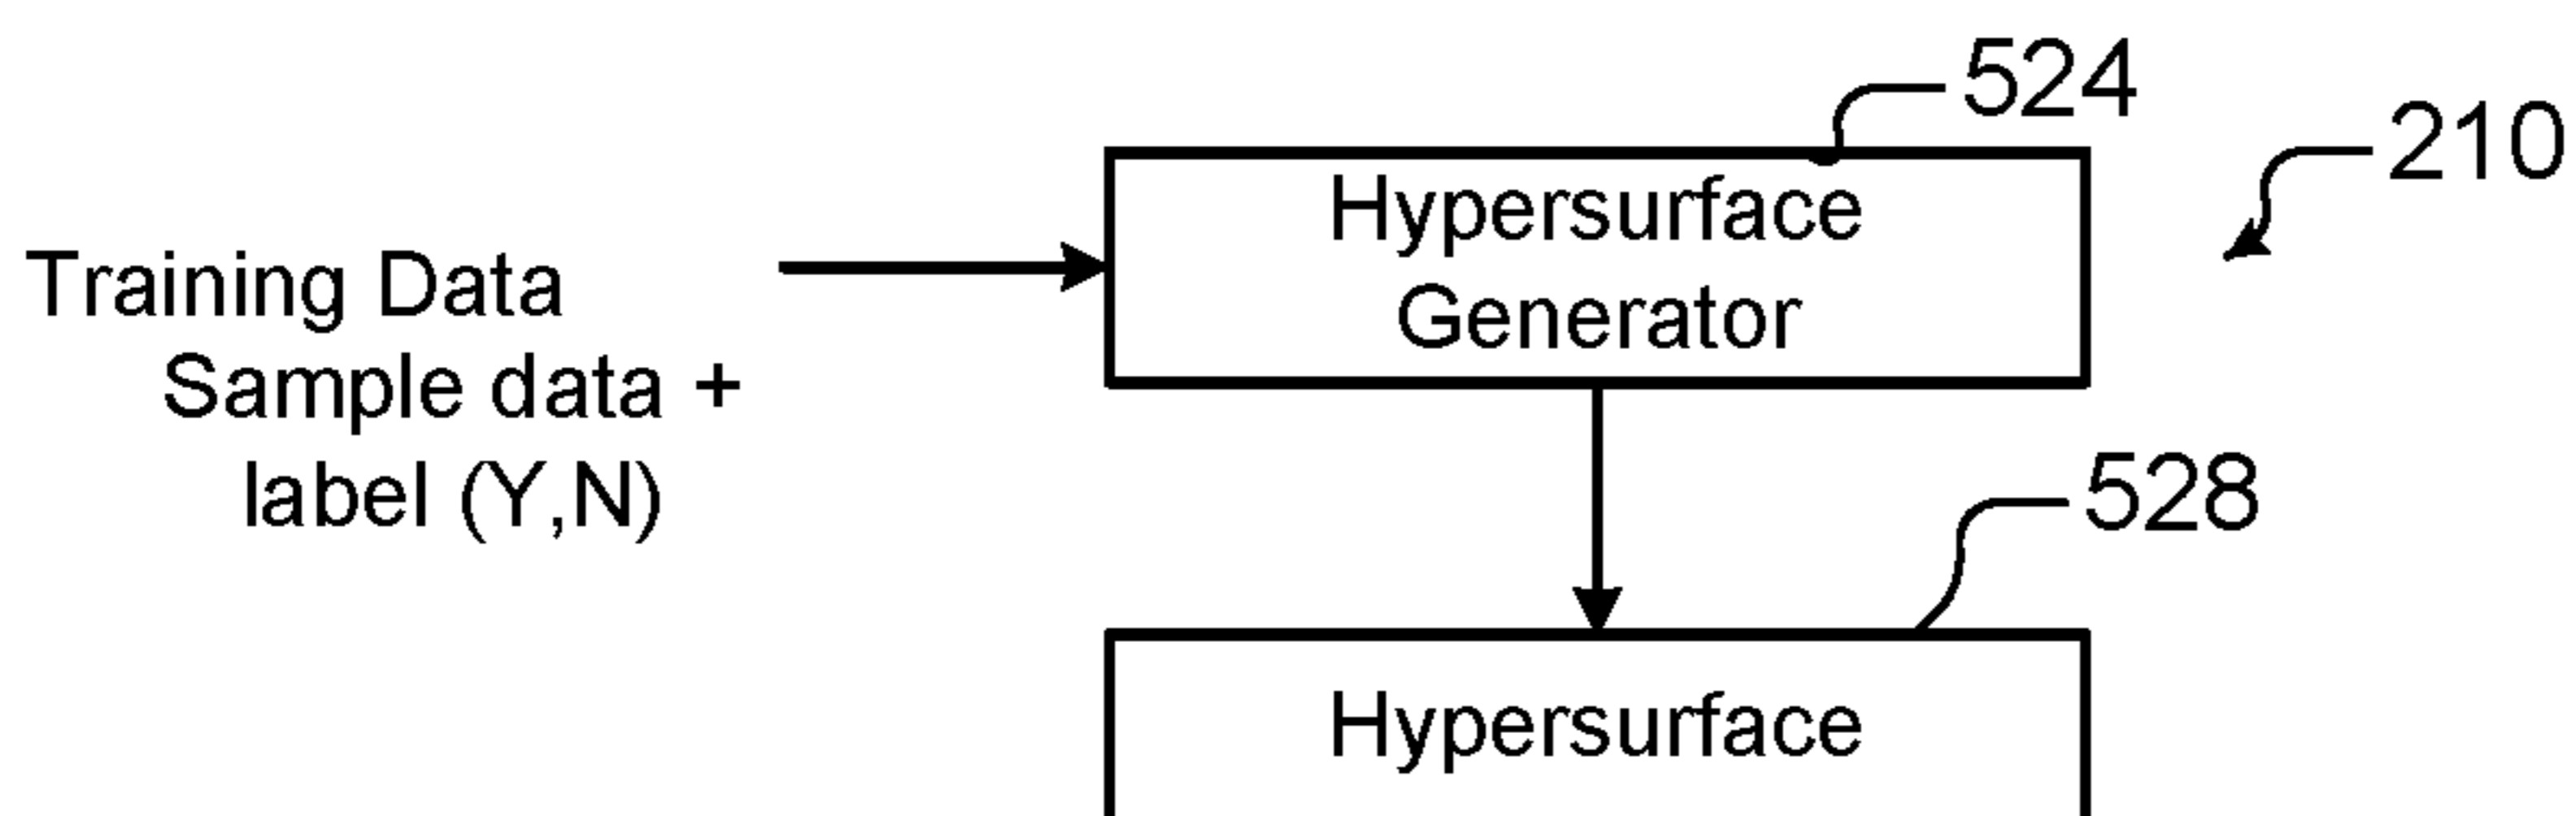 524
210
Hypersurface
Generator
Training Data
Sample data +
label (Y,N)
528
Hypersurface